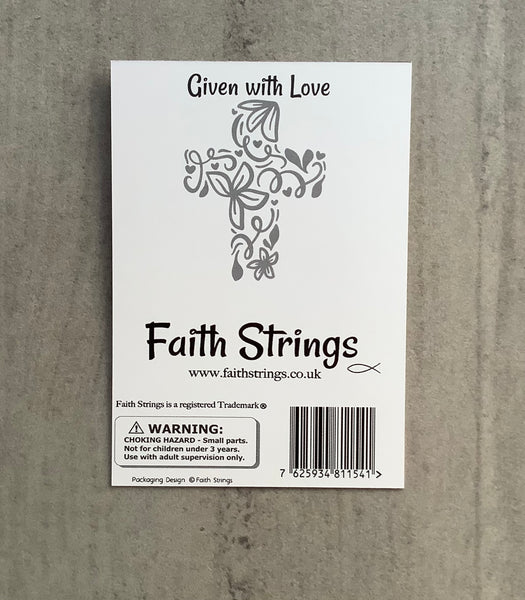 Given with Love
Faith Strings
www.faithstrings.co.uk
Faith Strings is a registered Trademark ®
⚠ WARNING:
CHOKING HAZARD - Small parts.
Not for children under 3 years.
Use with adult supervision only.
7 625934 811541 >
Packaging Design © Faith Strings